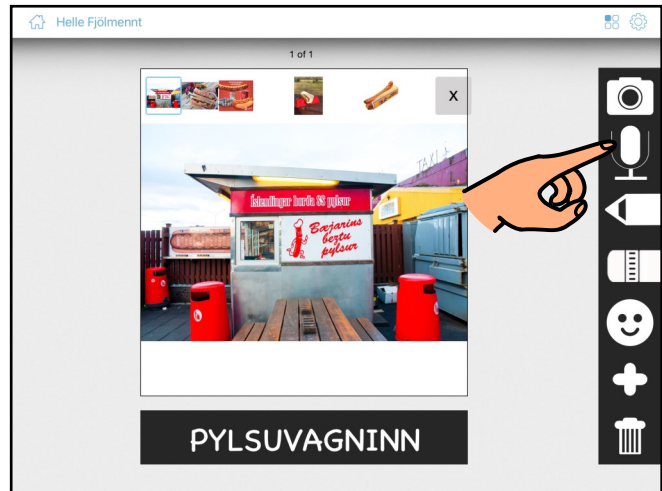 Helle Fjölmennt
1 of 1
X
TAXI
Íslendingar borða SS pylsur
Bæjarins
beztu
pylsur
PYLSUVAGNINN